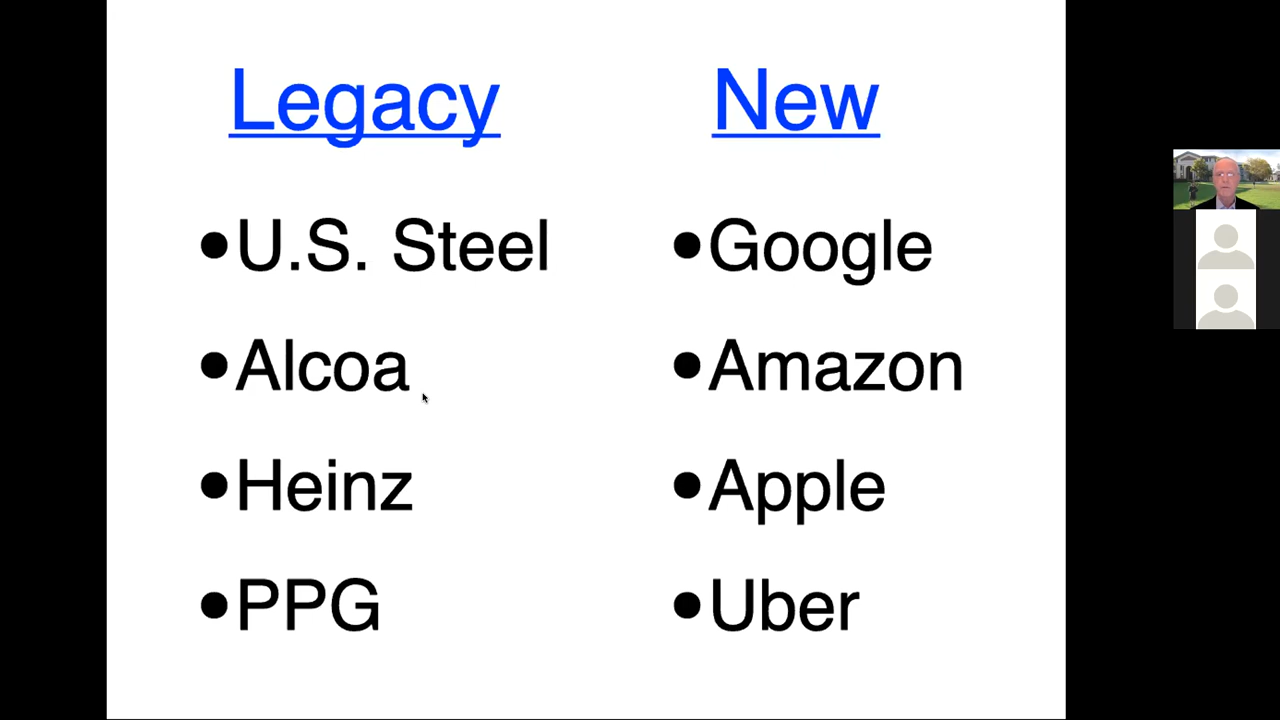 Legacy
•U.S. Steel
•Alcoa
•Heinz
•PPG
New
•Google
•Amazon
•Apple
•Uber